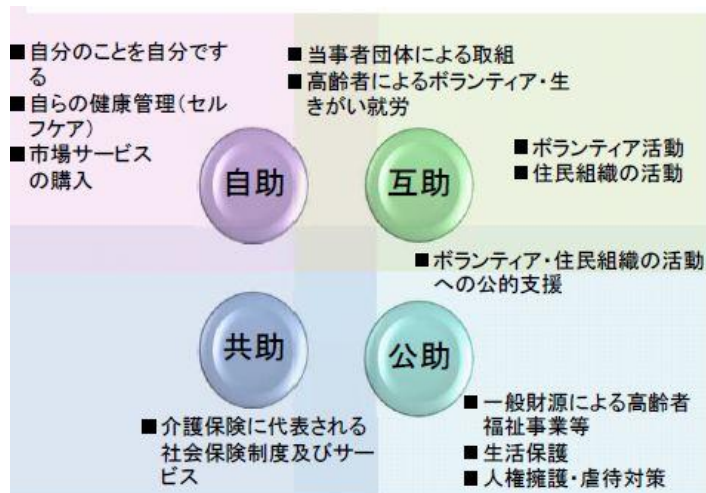 ■自分のことを自分です
る
■自らの健康管理(セル
フケア)
■市場サービス
の購入
■当事者団体による取組
■高齢者によるボランティア・生
きがい就労
■ボランティア活動
■住民組織の活動
自助
互助
■ボランティア・住民組織の活動
への公的支援
共助
公助
■介護保険に代表される
社会保険制度及びサー
ビス
■一般財源による高齢者
福祉事業等
■生活保護
■人権擁護・虐待対策